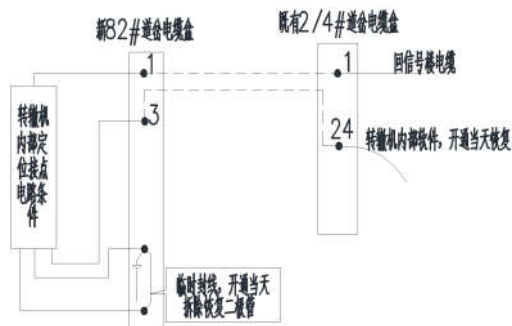 新82#道岔电缆盒
既有2/4#道岔电缆盒
1
1
回信号楼电缆
3
24
转辙机内部软件，开通当天恢复
转辙机
内部定
位接点
电路条
件
临时封线，开通当天
拆除恢复二极管